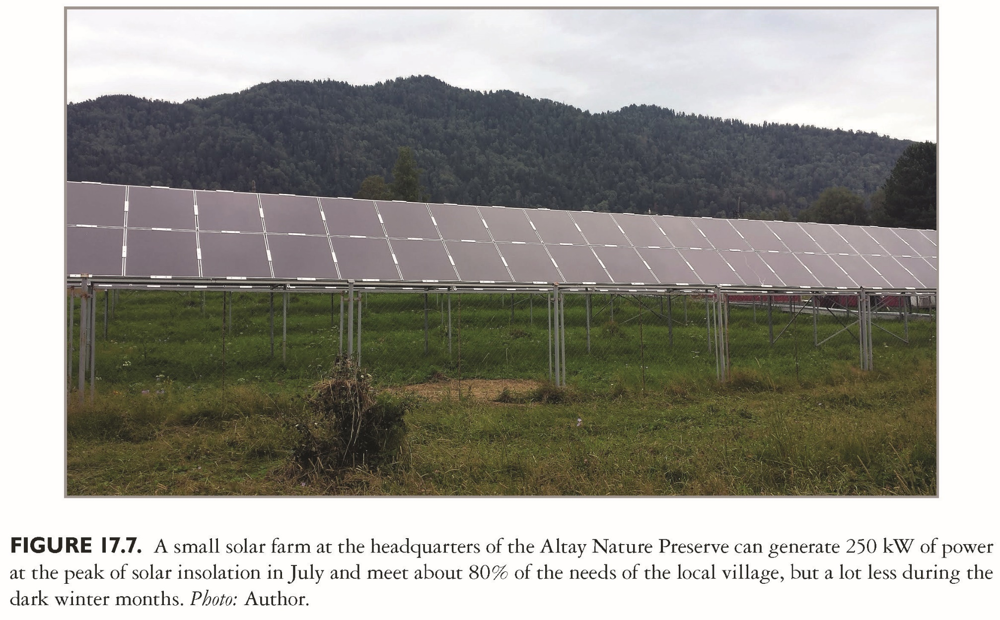 FIGURE 17.7. A small solar farm at the headquarters of the Altay Nature Preserve can generate 250 kW of power
at the peak of solar insolation in July and meet about 80% of the needs of the local village, but a lot less during the
dark winter months. Photo: Author.